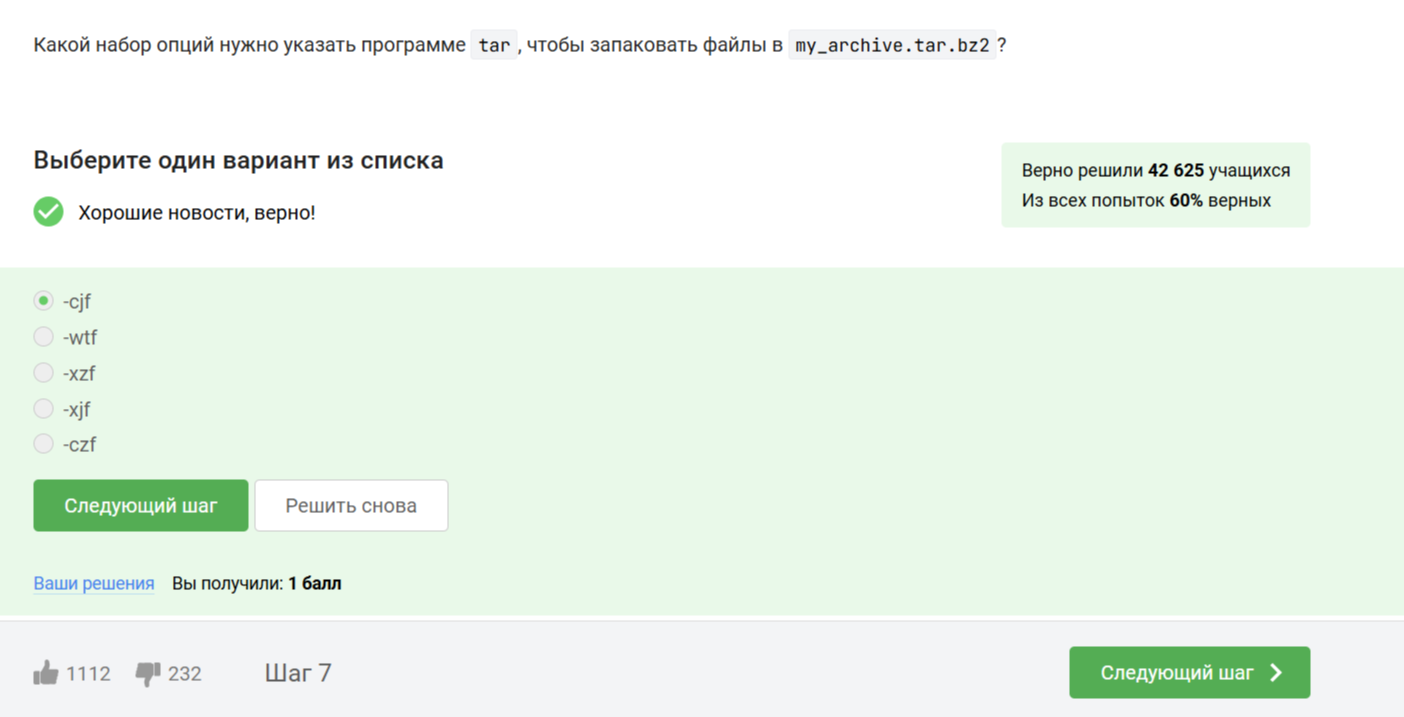 Какой набор опций нужно указать программе tar, чтобы запаковать файлы в my_archive.tar.bz2?
Выберите один вариант из списка
Хорошие новости, верно!
Верно решили 42 625 учащихся
Из всех попыток 60% верных
-cjf
-wtf
-xzf
-xjf
-czf
Следующий шаг
Решить снова
Ваши решения Вы получили: 1 балл
1112 232 Шаг 7
Следующий шаг